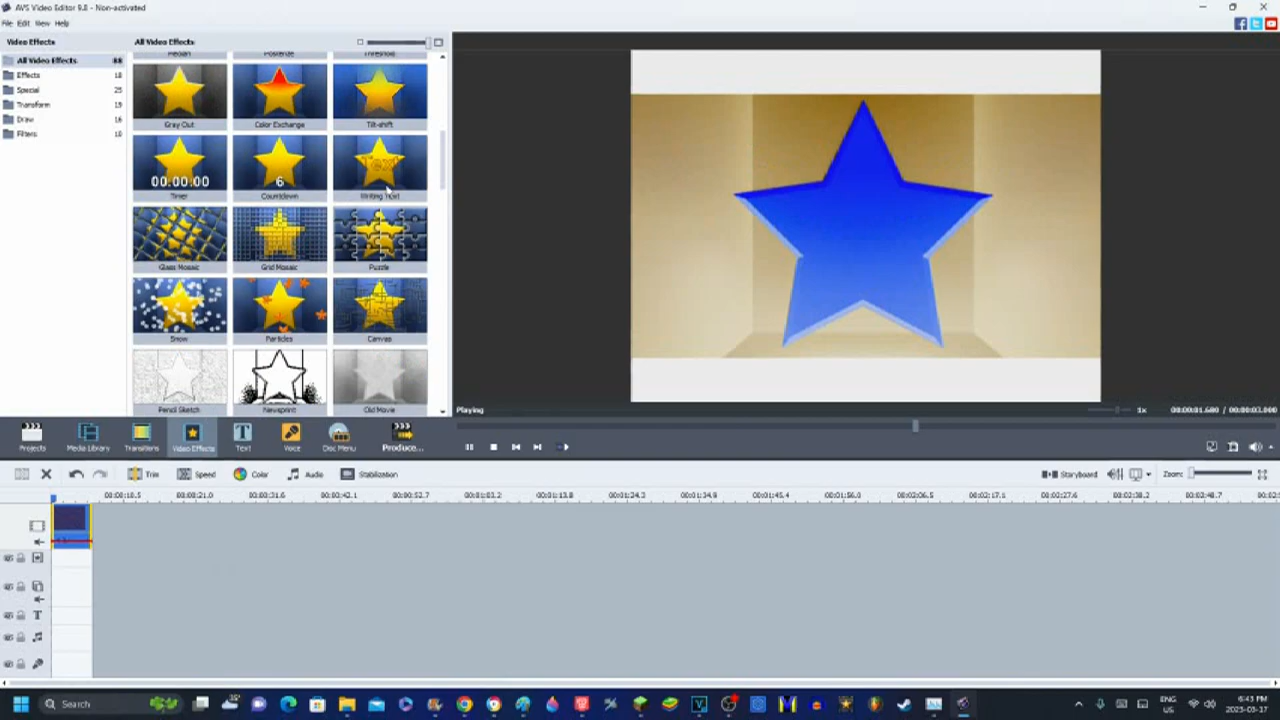 AVS Video Editor 9.8 - Non-activated
File Edit View Help
Video Effects
All Video Effects 88
Effects 18
Special 25
Transform 19
Draw 16
Filters 10
All Video Effects
Median Posterize Threshold
Gray Out Color Exchange Tilt-shift
00:00:00 6 Text
Timer Countdown Writing Text
Glass Mosaic Grid Mosaic Puzzle
Snow Particles Canvas
Pencil Sketch Newsprint Old Movie
Playing 1x 00:00:01.680 / 00:00:03.000
Projects Media Library Transitions Video Effects Text Voice Disc Menu Produce...
Trim Speed Color Audio Stabilization Storyboard Zoom:
00:00:10.5 00:00:21.0 00:00:31.6 00:00:42.1 00:00:52.7 00:01:03.2 00:01:13.8 00:01:24.3 00:01:34.9 00:01:45.4 00:01:56.0 00:02:06.5 00:02:17.1 00:02:27.6 00:02:38.2 00:02:48.7
T
Search
ENG
US
6:43 PM
2023-03-17